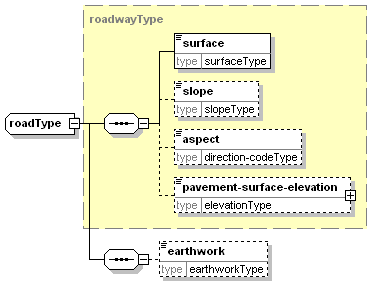 roadwayType
surface
type surfaceType
slope
type slopeType
roadType
aspect
type direction-codeType
pavement-surface-elevation
type elevationType
earthwork
type earthworkType